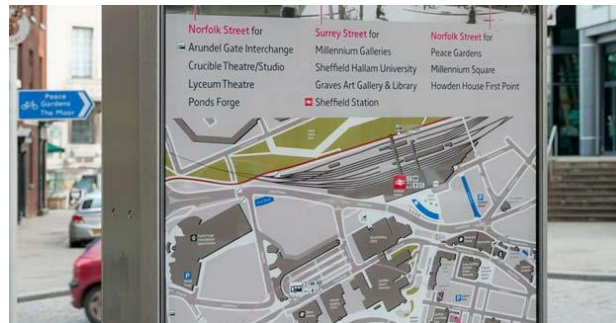 Norfolk Street for
Arundel Gate Interchange
Crucible Theatre/Studio
Lyceum Theatre
Ponds Forge
Surrey Street for
Millennium Galleries
Sheffield Hallam University
Graves Art Gallery & Library
Sheffield Station
Norfolk Street for
Peace Gardens
Millennium Square
Howden House First Point
Peace
Gardens
The Moor